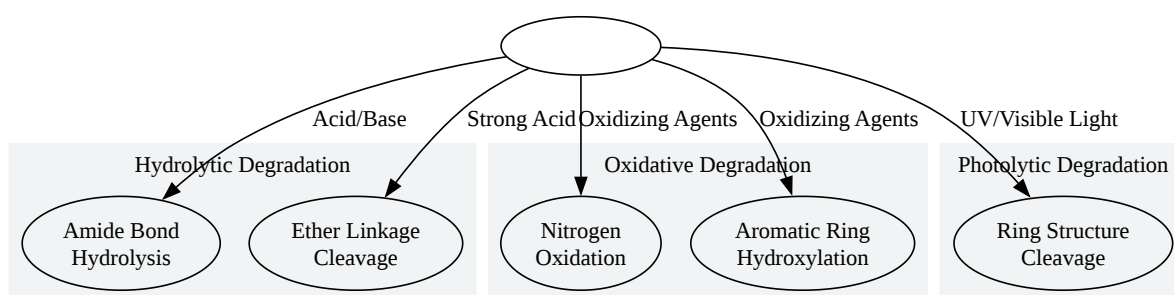 Acid/Base
Strong Acid
Oxidizing Agents
Oxidizing Agents
UV/Visible Light
Hydrolytic Degradation
Oxidative Degradation
Photolytic Degradation
Amide Bond
Hydrolysis
Ether Linkage
Cleavage
Nitrogen
Oxidation
Aromatic Ring
Hydroxylation
Ring Structure
Cleavage